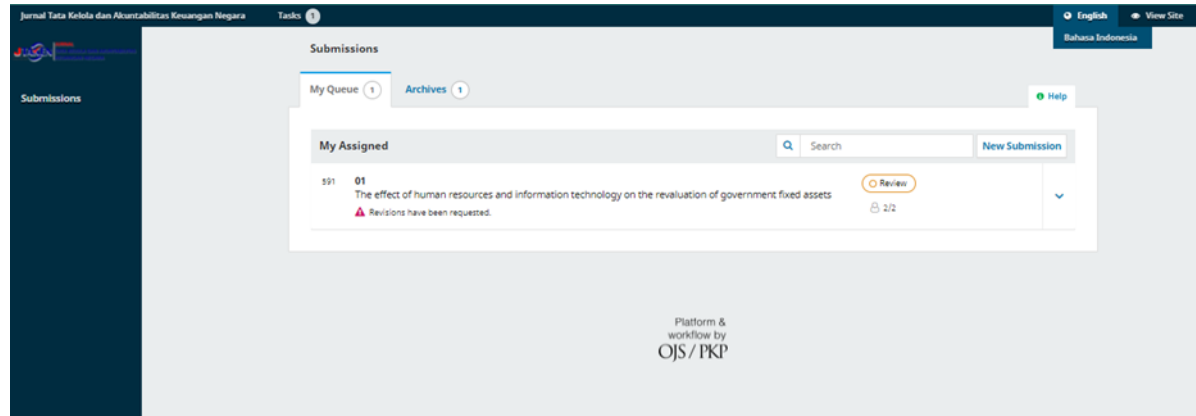 Jurnal Tata Kelola dan Akuntabilitas Keuangan Negara Tasks 1 English View Site
Bahasa Indonesia
Submissions
Submissions
My Queue 1 Archives 1
Help
My Assigned Search New Submission
591 01 Review
The effect of human resources and information technology on the revaluation of government fixed assets
Revisions have been requested. 2/2
Platform &
workflow by
OJS / PKP